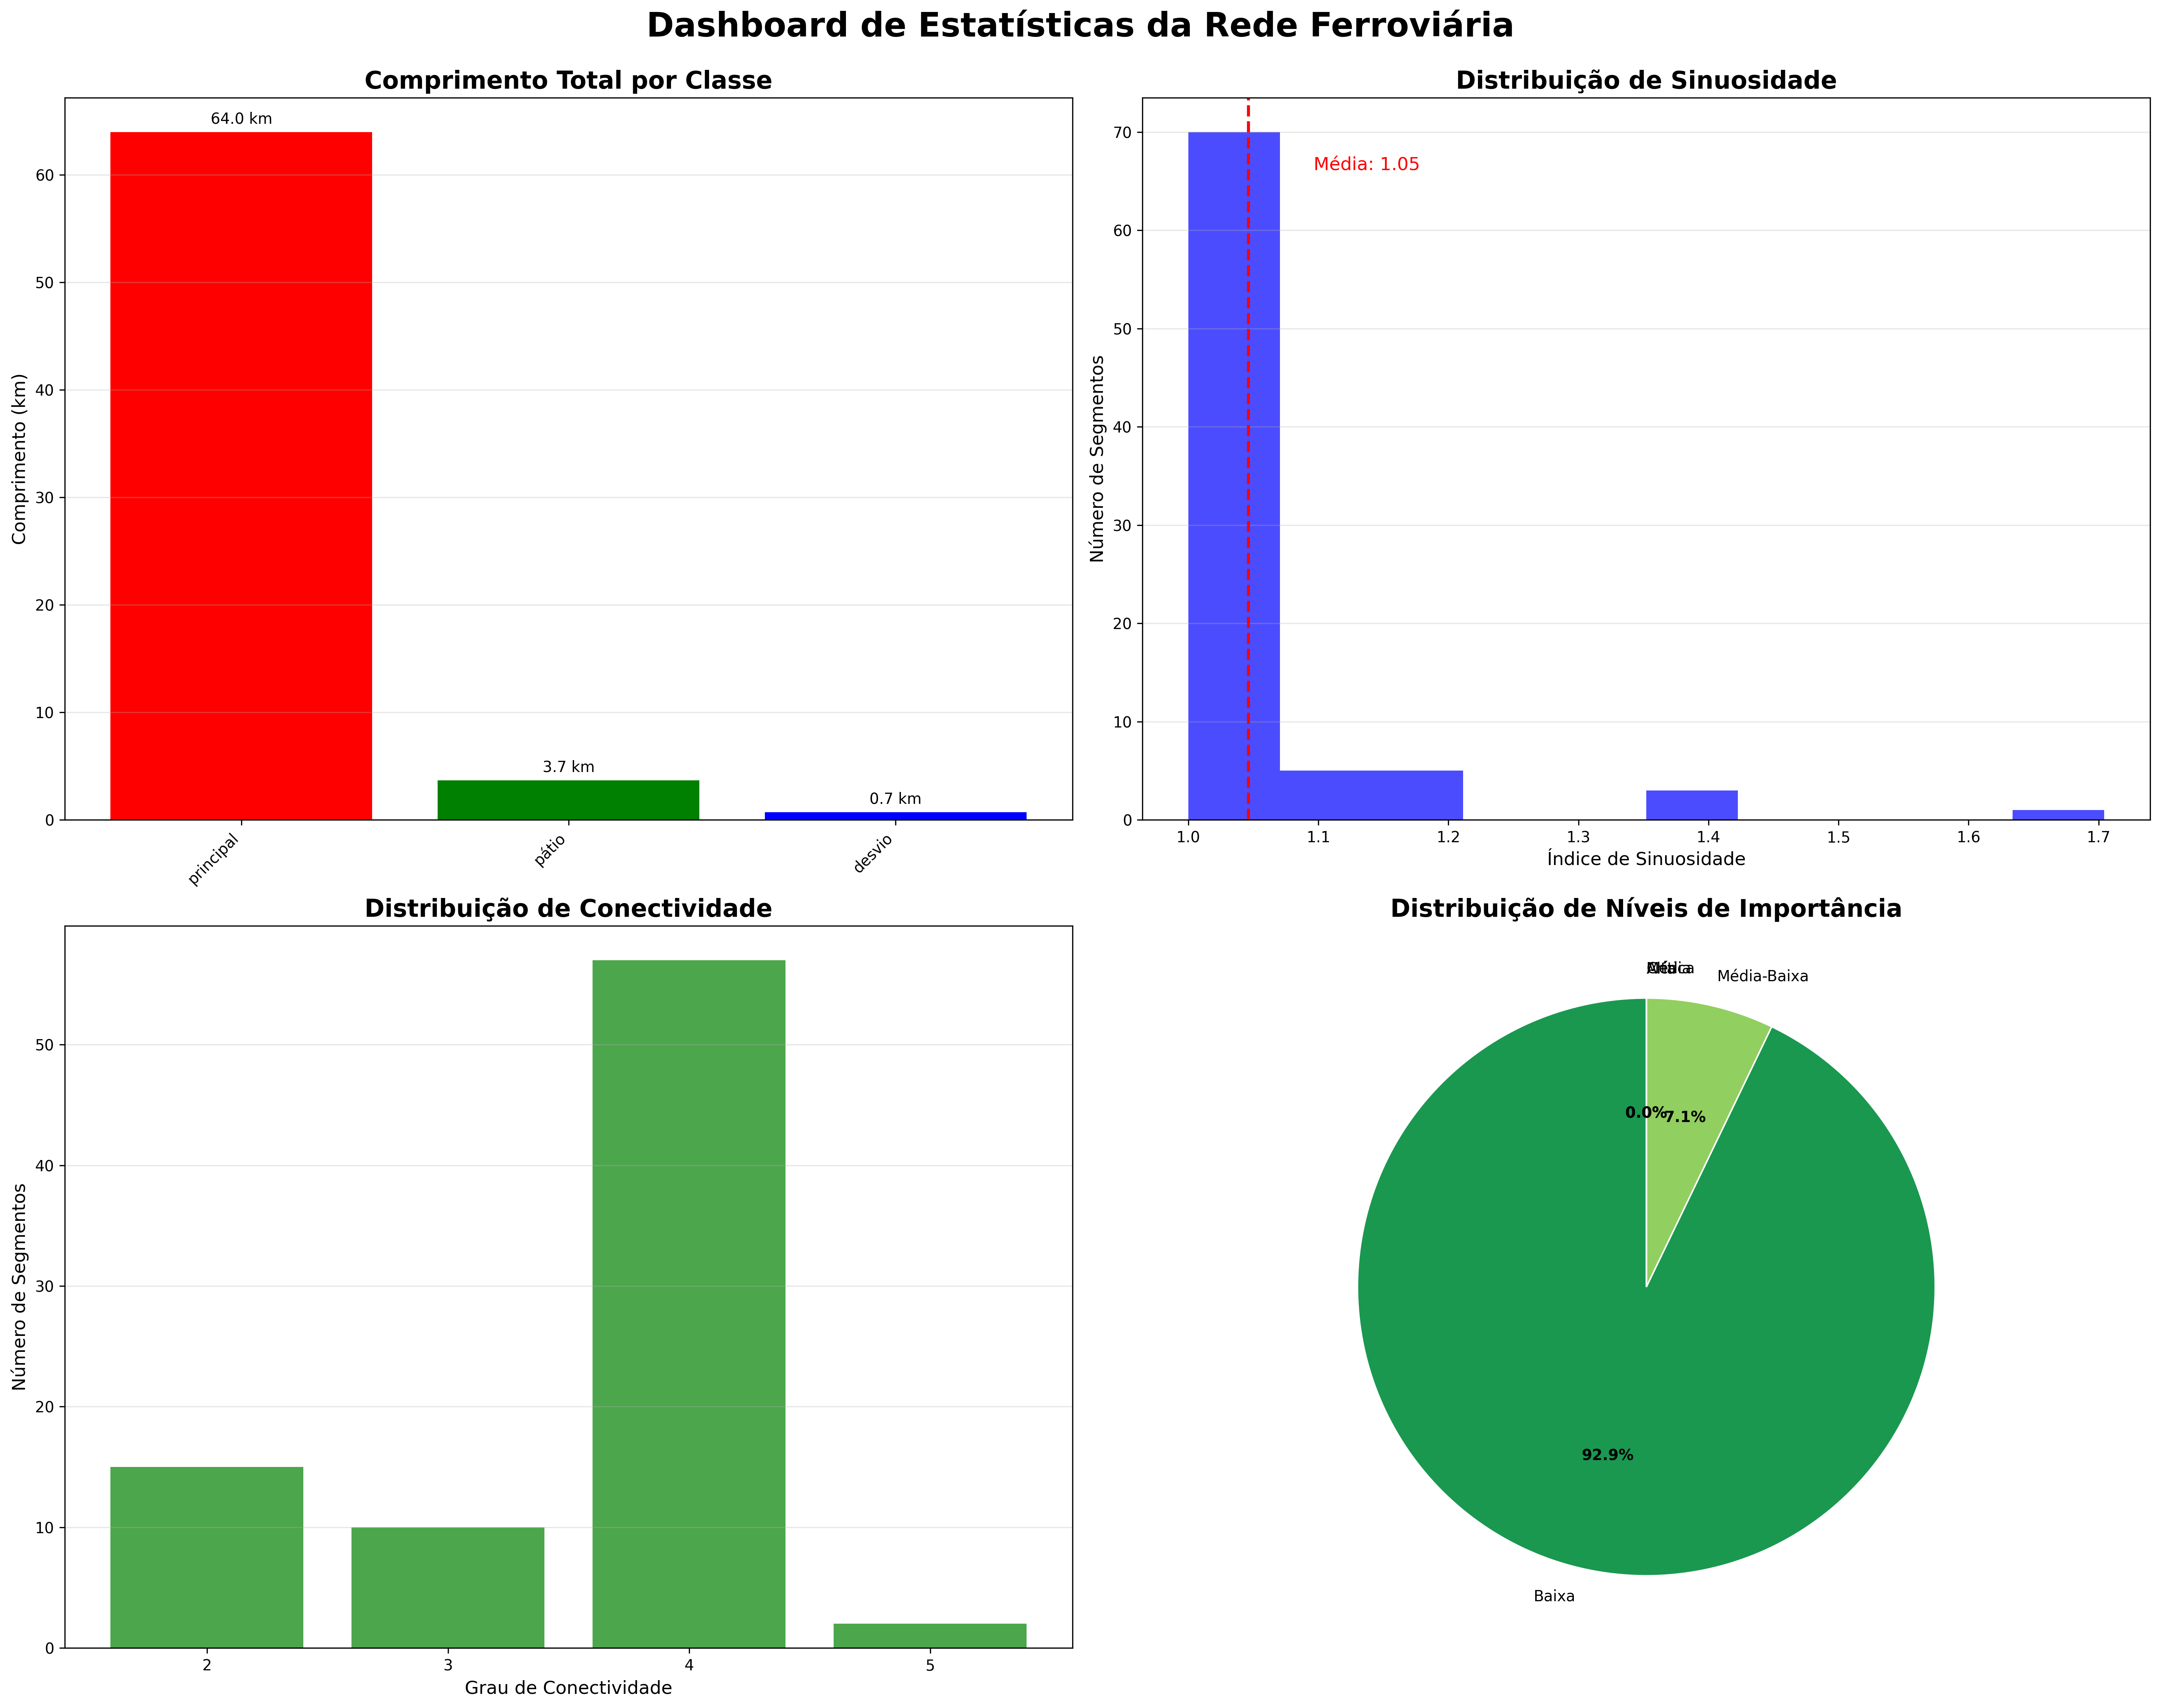 Dashboard de Estatísticas da Rede Ferroviária
Comprimento Total por Classe
Comprimento (km)
60
50
40
30
20
10
0
64.0 km
3.7 km
0.7 km
principal
pátio
desvio
Distribuição de Sinuosidade
Número de Segmentos
70
60
50
40
30
20
10
0
Média: 1.05
1.0
1.1
1.2
1.3
1.4
1.5
1.6
1.7
Índice de Sinuosidade
Distribuição de Conectividade
Número de Segmentos
50
40
30
20
10
0
2
3
4
5
Grau de Conectividade
Distribuição de Níveis de Importância
Média-Baixa
0.0%
7.1%
92.9%
Baixa